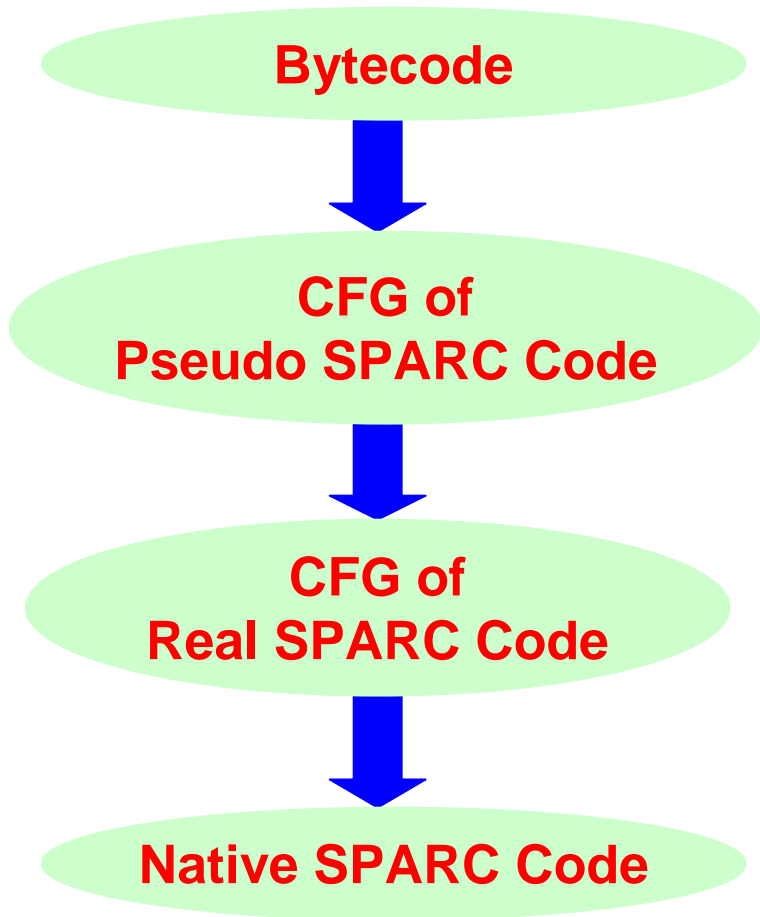 Bytecode
CFG of
Pseudo SPARC Code
CFG of
Real SPARC Code
Native SPARC Code